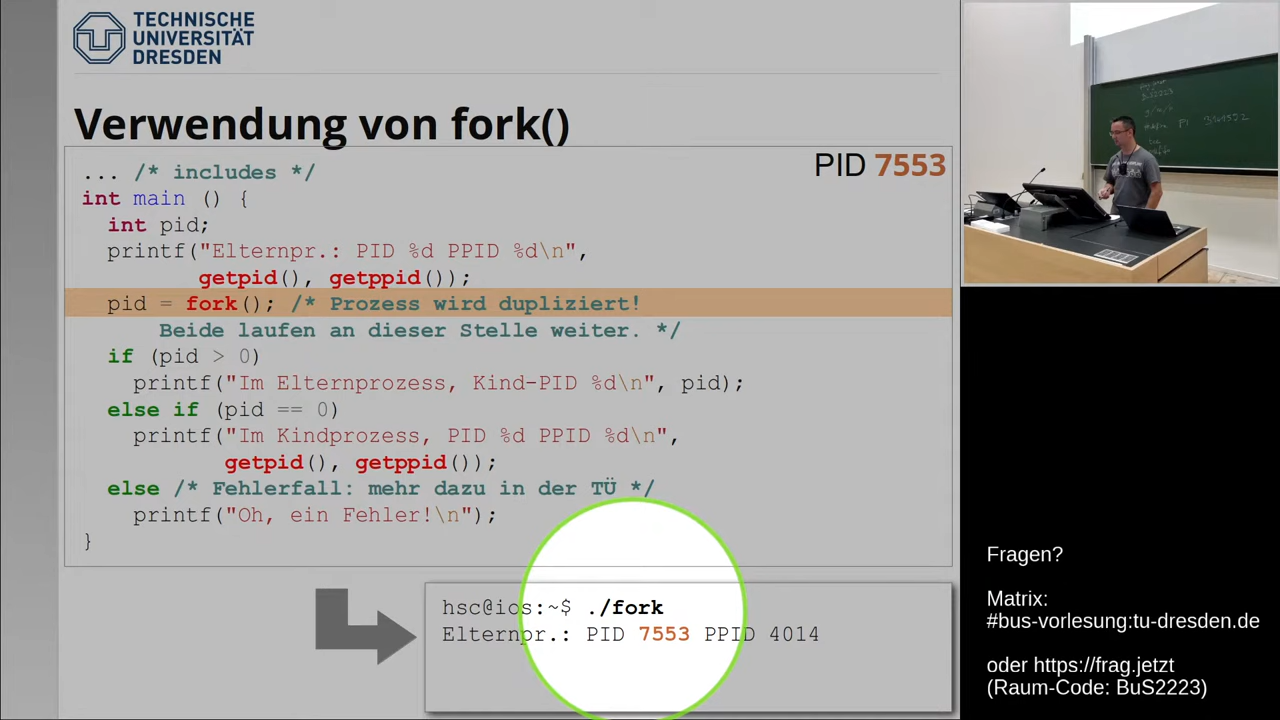 TECHNISCHE
UNIVERSITÄT
DRESDEN
Verwendung von fork()
PID 7553
... /* includes */
int main () {
int pid;
printf("Elternpr.: PID %d PPID %d\n",
getpid(), getppid());
pid = fork(); /* Prozess wird dupliziert!
Beide laufen an dieser Stelle weiter. */
if (pid > 0)
printf("Im Elternprozess, Kind-PID %d\n", pid);
else if (pid == 0)
printf("Im Kindprozess, PID %d PPID %d\n",
getpid(), getppid());
else /* Fehlerfall: mehr dazu in der TÜ */
printf("Oh, ein Fehler!\n");
}
hsc@ios:~$ ./fork
Elternpr.: PID 7553 PPID 4014
Fragen?
Matrix:
#bus-vorlesung:tu-dresden.de
oder https://frag.jetzt
(Raum-Code: BuS2223)